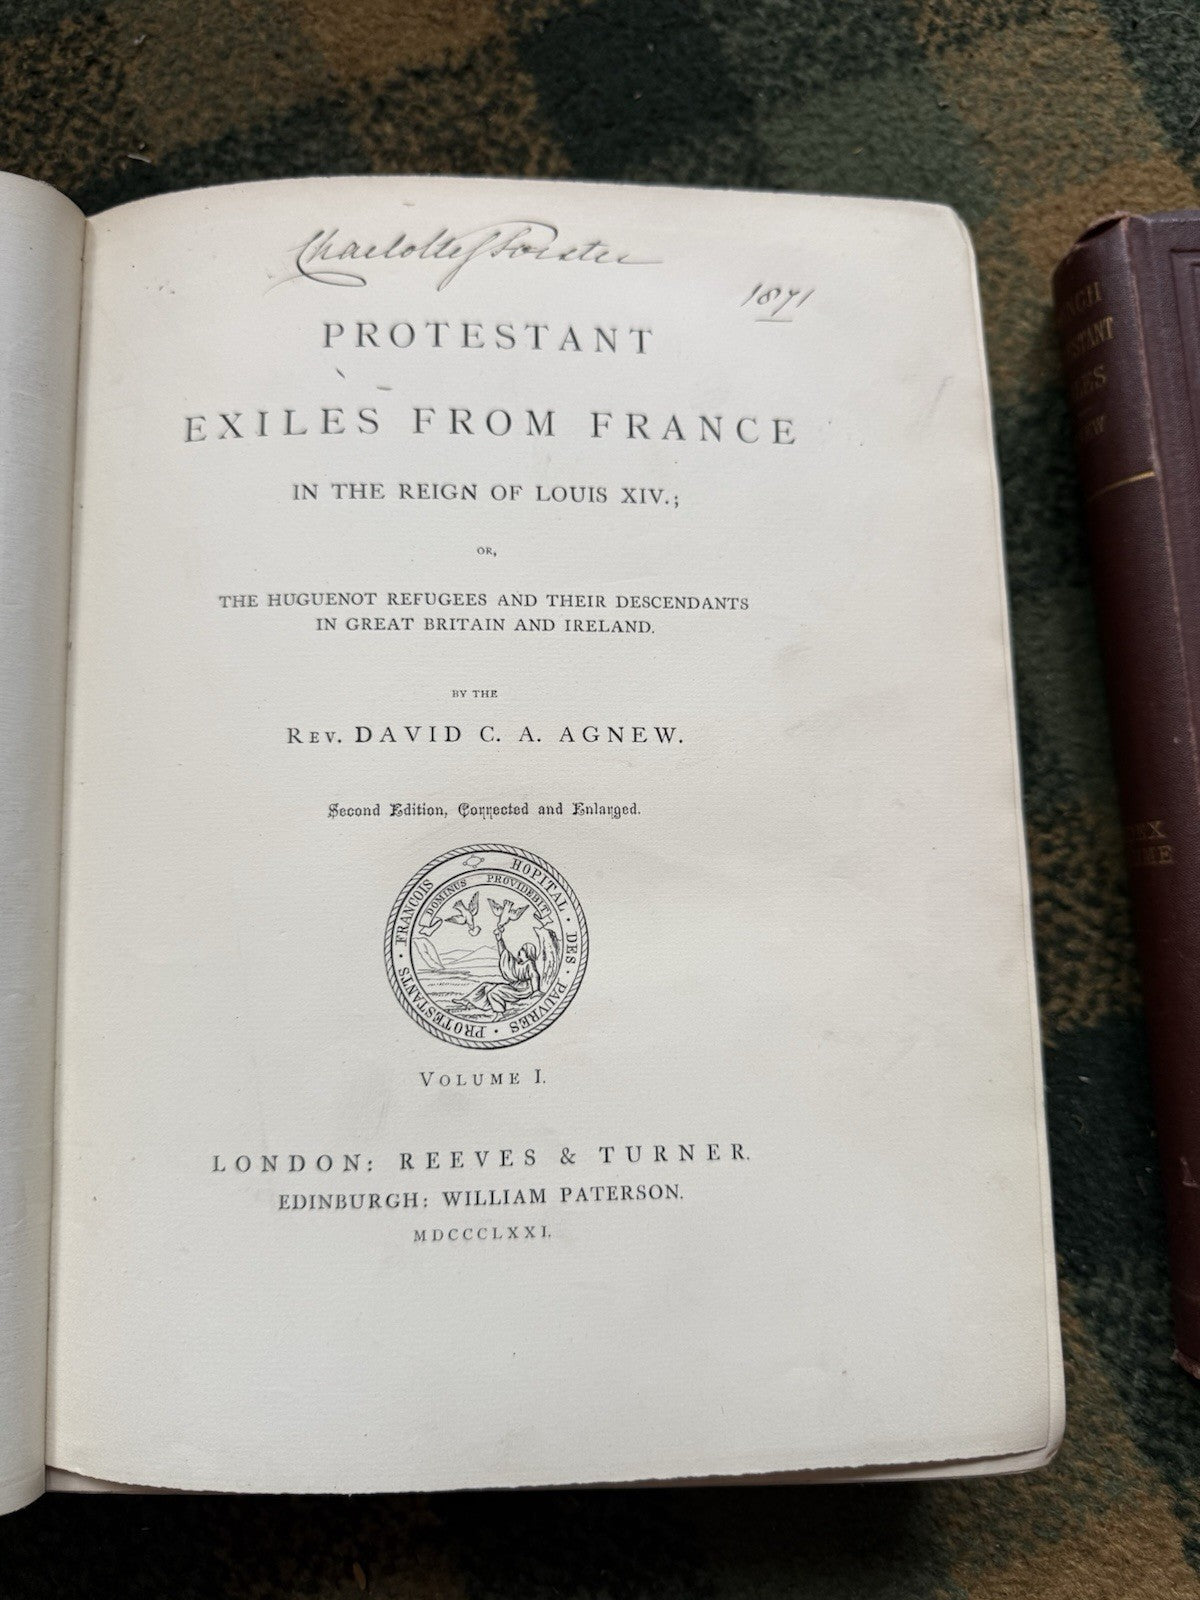 Charlotte J Forster
1871
PROTESTANT
EXILES FROM FRANCE
IN THE REIGN OF LOUIS XIV.;
OR,
THE HUGUENOT REFUGEES AND THEIR DESCENDANTS
IN GREAT BRITAIN AND IRELAND.
BY THE
REV. DAVID C. A. AGNEW.
Second Edition, Corrected and Enlarged.
HOPITAL · DES · PAUVRES · PROTESTANTS · FRANCOIS
DOMINUS PROVIDEBIT
VOLUME I.
LONDON: REEVES & TURNER.
EDINBURGH: WILLIAM PATERSON.
MDCCCLXXI.